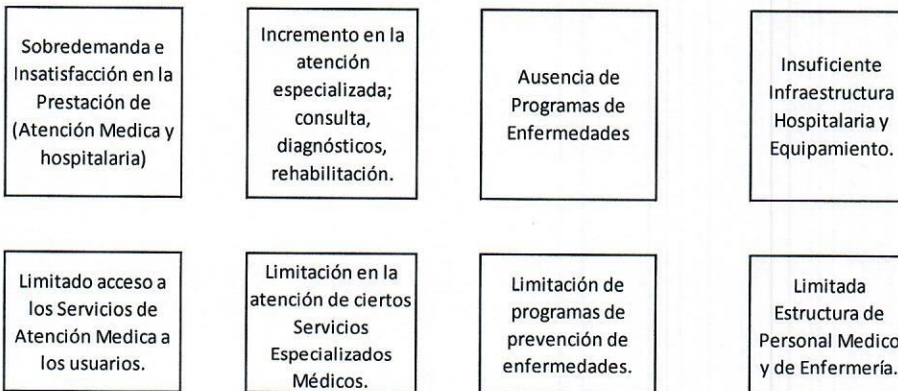 Sobredemanda e
Insatisfacción en la
Prestación de
(Atención Medica y
hospitalaria)
Incremento en la
atención
especializada;
consulta,
diagnósticos,
rehabilitación.
Ausencia de
Programas de
Enfermedades
Insuficiente
Infraestructura
Hospitalaria y
Equipamiento.
Limitado acceso a
los Servicios de
Atención Medica a
los usuarios.
Limitación en la
atención de ciertos
Servicios
Especializados
Médicos.
Limitación de
programas de
prevención de
enfermedades.
Limitada
Estructura de
Personal Medico
y de Enfermería.